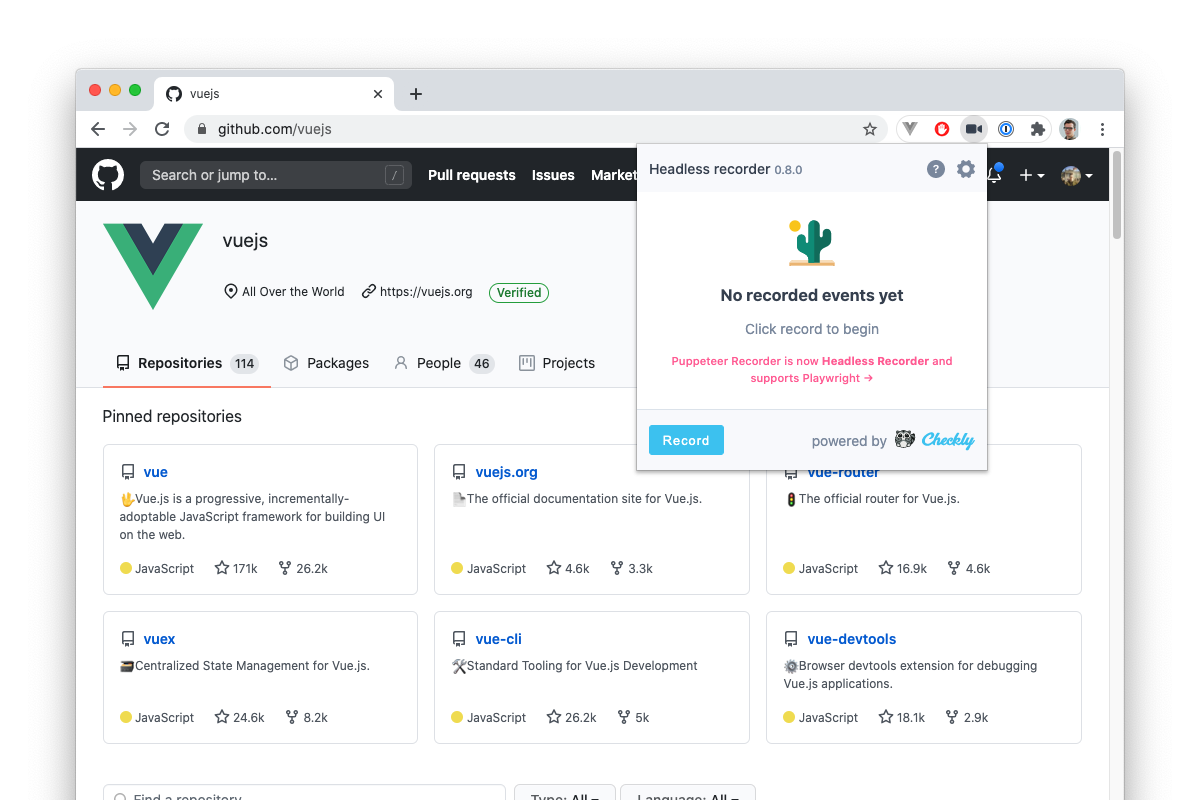 vuejs
github.com/vuejs
Search or jump to... /
Pull requests Issues Market
Headless recorder 0.8.0
?
No recorded events yet
Click record to begin
Puppeteer Recorder is now Headless Recorder and
supports Playwright →
Record
powered by Checkly
vuejs
All Over the World https://vuejs.org Verified
Repositories 114 Packages People 46 Projects
Pinned repositories
vue
Vue.js is a progressive, incrementally-
adoptable JavaScript framework for building UI
on the web.
JavaScript 171k 26.2k
vuejs.org
The official documentation site for Vue.js.
JavaScript 4.6k 3.3k
vue-router
The official router for Vue.js.
JavaScript 16.9k 4.6k
vuex
Centralized State Management for Vue.js.
JavaScript 24.6k 8.2k
vue-cli
Standard Tooling for Vue.js Development
JavaScript 26.2k 5k
vue-devtools
Browser devtools extension for debugging
Vue.js applications.
JavaScript 18.1k 2.9k
Find a repository... Type: All Language: All